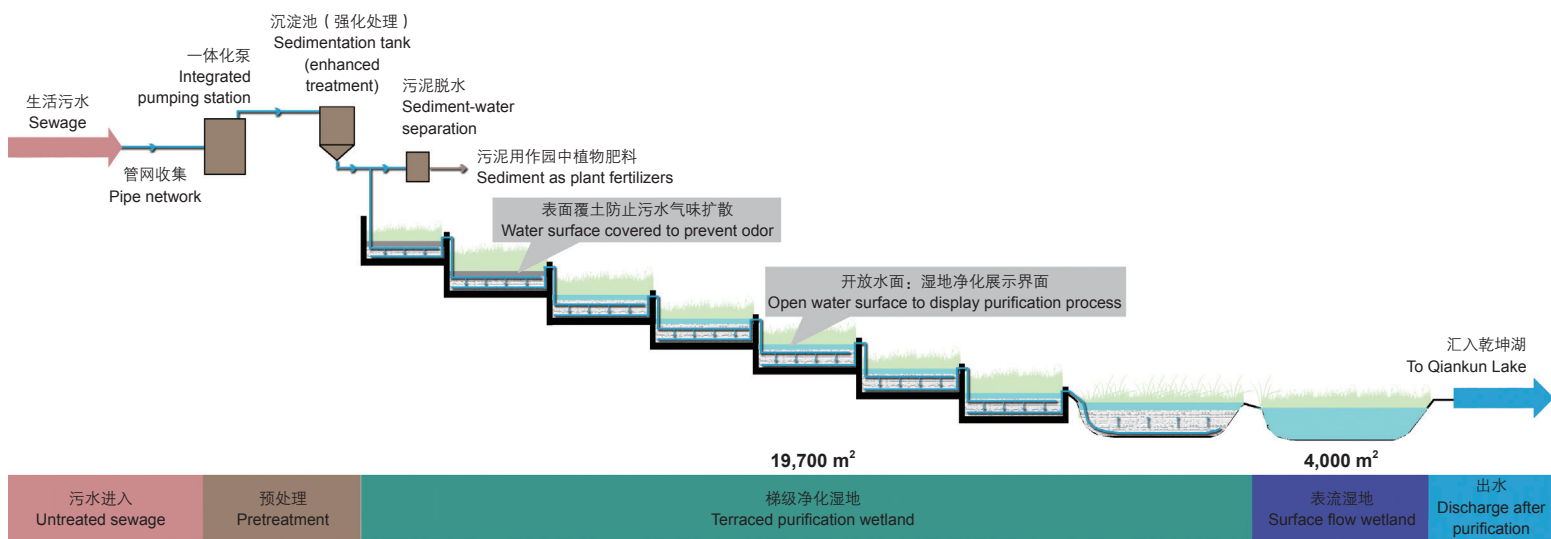 沉淀池（强化处理）
Sedimentation tank
(enhanced
treatment)
一体化泵
Integrated
pumping station
污泥脱水
Sediment-water
separation
生活污水
Sewage
管网收集
Pipe network
污泥用作园中植物肥料
Sediment as plant fertilizers
表面覆土防止污水气味扩散
Water surface covered to prevent odor
开放水面：湿地净化展示界面
Open water surface to display purification process
汇入乾坤湖
To Qiankun Lake
19,700 m²
4,000 m²
污水进入
Untreated sewage
预处理
Pretreatment
梯级净化湿地
Terraced purification wetland
表流湿地
Surface flow wetland
出水
Discharge after
purification